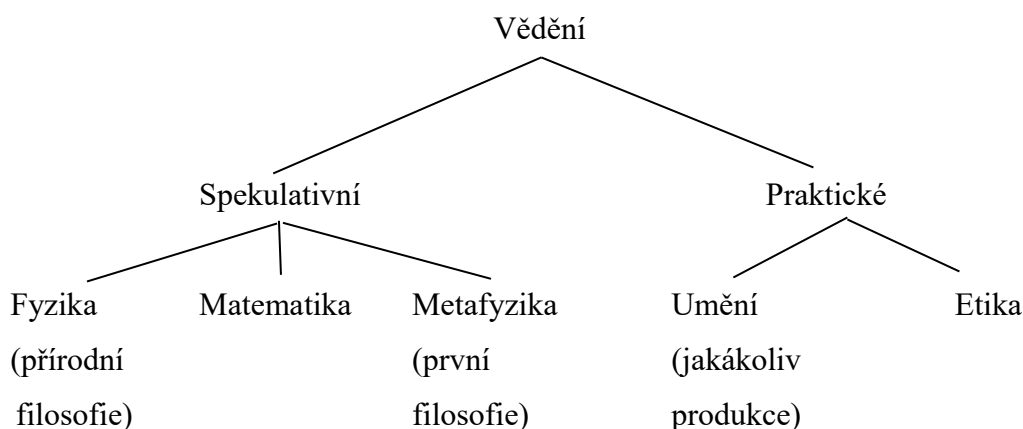 Vědění
Spekulativní Praktické
Fyzika Matematika Metafyzika Umění Etika
(přírodní (první (jakákoliv
filosofie) filosofie) produkce)